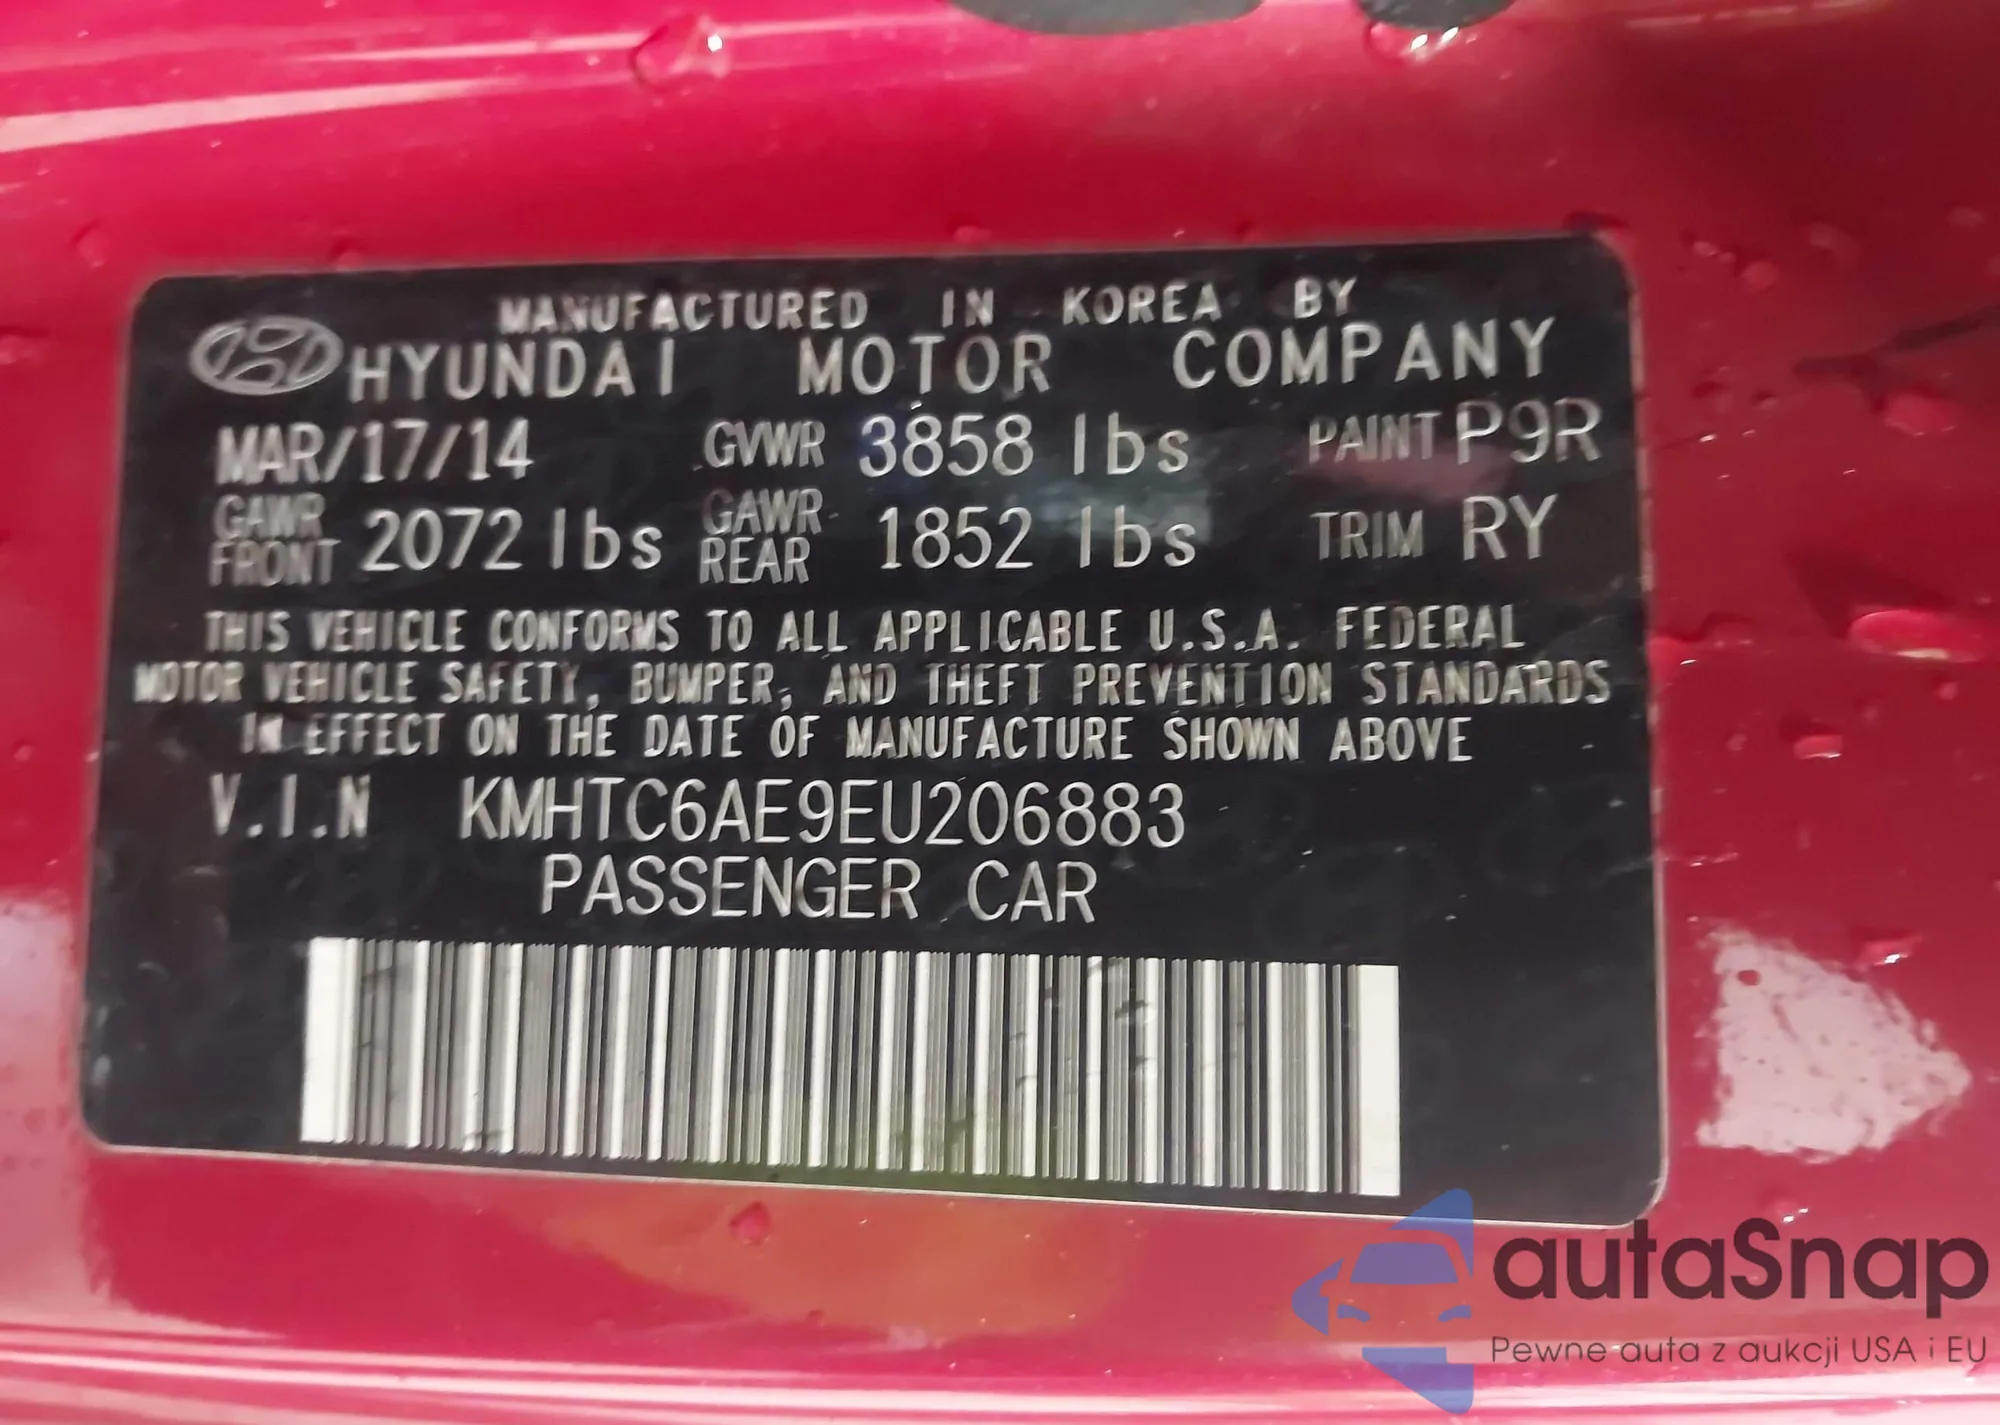 MANUFACTURED IN KOREA BY
HYUNDAI MOTOR COMPANY
MAR/17/14 GVWR 3858 lbs PAINT P9R
GAWR FRONT 2072 lbs GAWR REAR 1852 lbs TRIM RY
THIS VEHICLE CONFORMS TO ALL APPLICABLE U.S.A. FEDERAL
MOTOR VEHICLE SAFETY, BUMPER, AND THEFT PREVENTION STANDARDS
IN EFFECT ON THE DATE OF MANUFACTURE SHOWN ABOVE
V.I.N KMHTC6AE9EU206883
PASSENGER CAR
autaSnap
Pewne auta z aukcji USA i EU